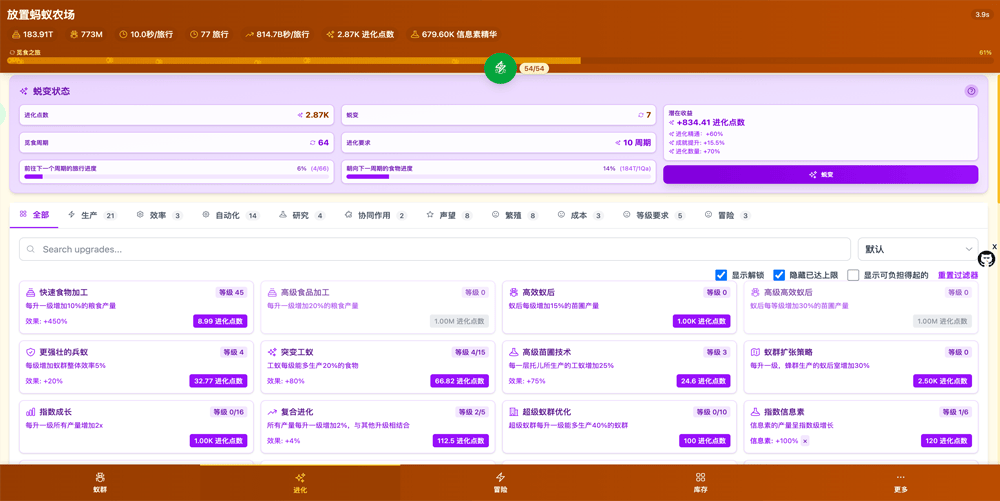 放置蚂蚁农场
3.9s
183.91T 773M 10.0秒/旅行 77 旅行 814.7B秒/旅行 2.87K 进化点数 679.60K 信息素精华
觅食之旅 61%
54/54
蜕变状态
进化点数 2.87K
蜕变 7
潜在收益
+834.41 进化点数
进化精通: +60%
成就提升: +15.5%
进化数量: +70%
觅食周期 64
进化要求 10 周期
前往下一个周期的旅行进度 6% (4/66)
朝向下一周期的食物进度 14% (184T/1Qa)
蜕变
全部 生产 21 效率 3 自动化 14 研究 4 协同作用 2 声望 8 繁殖 8 成本 3 等级要求 5 冒险 3
Search upgrades...
默认
X
显示解锁 隐藏已达上限 显示可负担得起的 重置过滤器
快速食物加工 等级 45
每升一级增加10%的粮食产量
效果: +450% 8.99 进化点数
高级食品加工 等级 0
每升一级增加20%的食物产量
1.00M 进化点数
高效蚁后 等级 0
蚁后每级增加15%的苗圃产量
1.00K 进化点数
高级高效蚁后 等级 0
蚁后每等级增加30%的苗圃产量
1.00M 进化点数
更强壮的兵蚁 等级 4
每级增加蚁群整体效率5%
效果: +20% 32.77 进化点数
突变工蚁 等级 4/15
工蚁每级能多生产20%的食物
效果: +80% 66.82 进化点数
高级苗圃技术 等级 3
每一层托儿所生产的工蚁增加25%
效果: +75% 24.6 进化点数
蚁群扩张策略 等级 0
每升一级，蜂群生产的蚁后室增加30%
2.50K 进化点数
指数成长 等级 0/16
每升一级所有产量增加2x
1.00K 进化点数
复合进化 等级 2/5
所有产量每升一级增加2%，与其他升级相结合
效果: +4% 112.5 进化点数
超级蚁群优化 等级 0/10
超级蚁群每升一级能多生产40%的蚁群
100 进化点数
指数信息素 等级 1/6
信息素的产量呈指数级增长
信息素: +100% × 120 进化点数
蚁群 进化 冒险 库存 更多